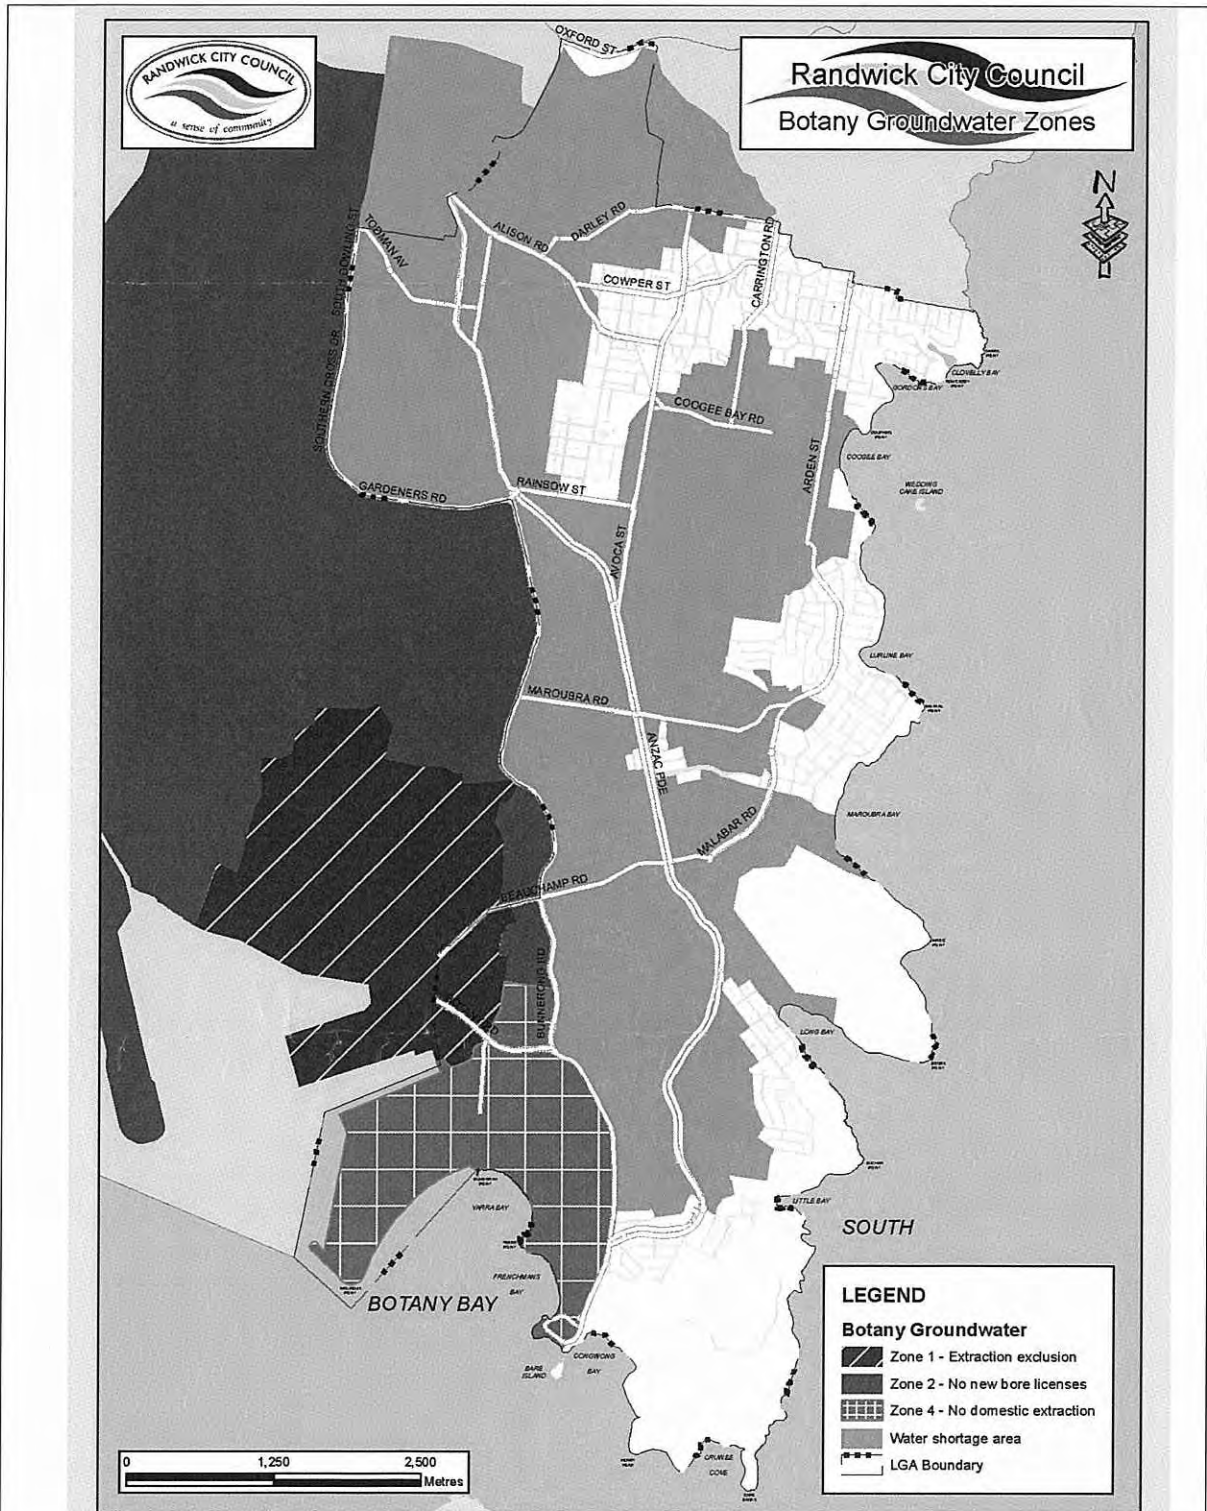 RANDWICK CITY COUNCIL
a sense of community
Randwick City Council
Botany Groundwater Zones
N
OXFORD ST
SOUTH DOWLING ST
TODMAN AV
ALISON RD
DARLEY RD
CARRINGTON RD
COWPER ST
SOUTHERN CROSS DR
CLOVELLY BAY
GORDONS BAY
COOGEE BAY RD
ARDEN ST
COOGEE BAY
WEDDING
CAKE ISLAND
GARDENERS RD
RAINSOW ST
AVOCA ST
LURLINE BAY
MAROUBRA RD
ANZAC PDE
MAROUBRA BAY
MALABAR RD
BEAUCHAMP RD
BUNNERONG RD
LONG BAY
LITTLE BAY
YARRA BAY
SOUTH
FRENCHMANS
BAY
BOTANY BAY
CONGWONG
BAY
BARE
ISLAND
CRUWEE
COVE
LEGEND
Botany Groundwater
Zone 1 - Extraction exclusion
Zone 2 - No new bore licenses
Zone 4 - No domestic extraction
Water shortage area
LGA Boundary
0 1,250 2,500
Metres